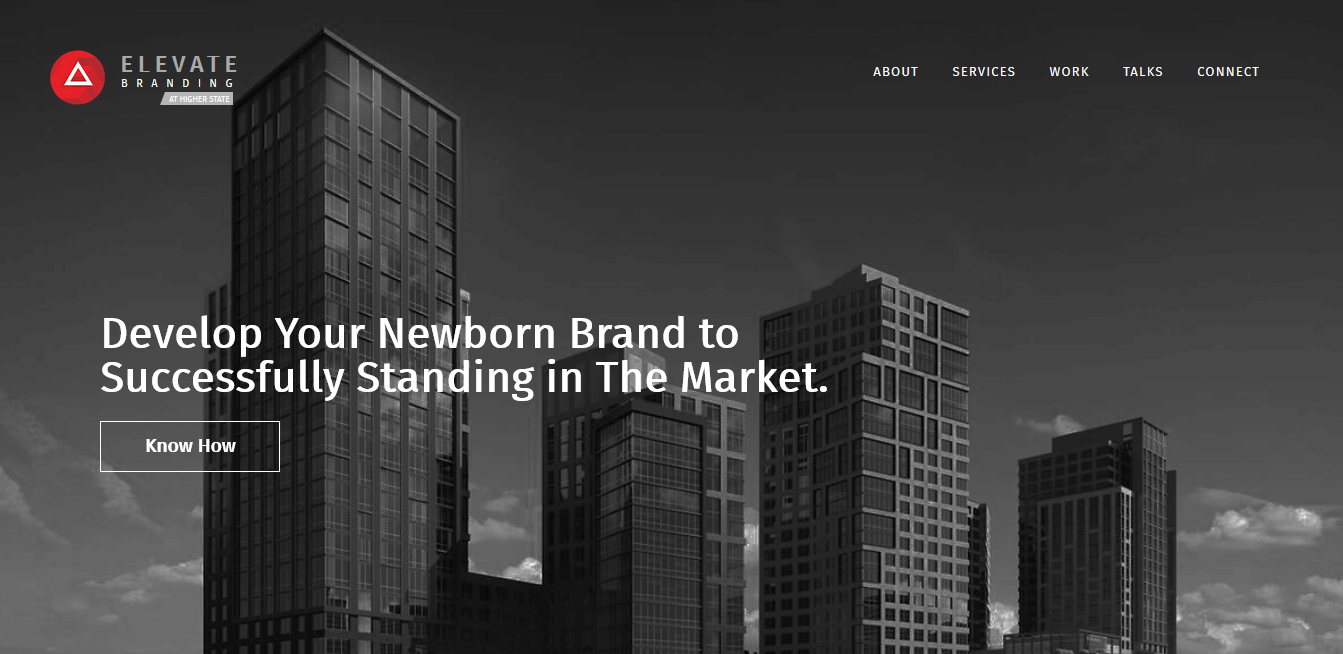 ELEVATE
BRANDING
AT HIGHER STATE
ABOUT SERVICES WORK TALKS CONNECT
Develop Your Newborn Brand to
Successfully Standing in The Market.
Know How